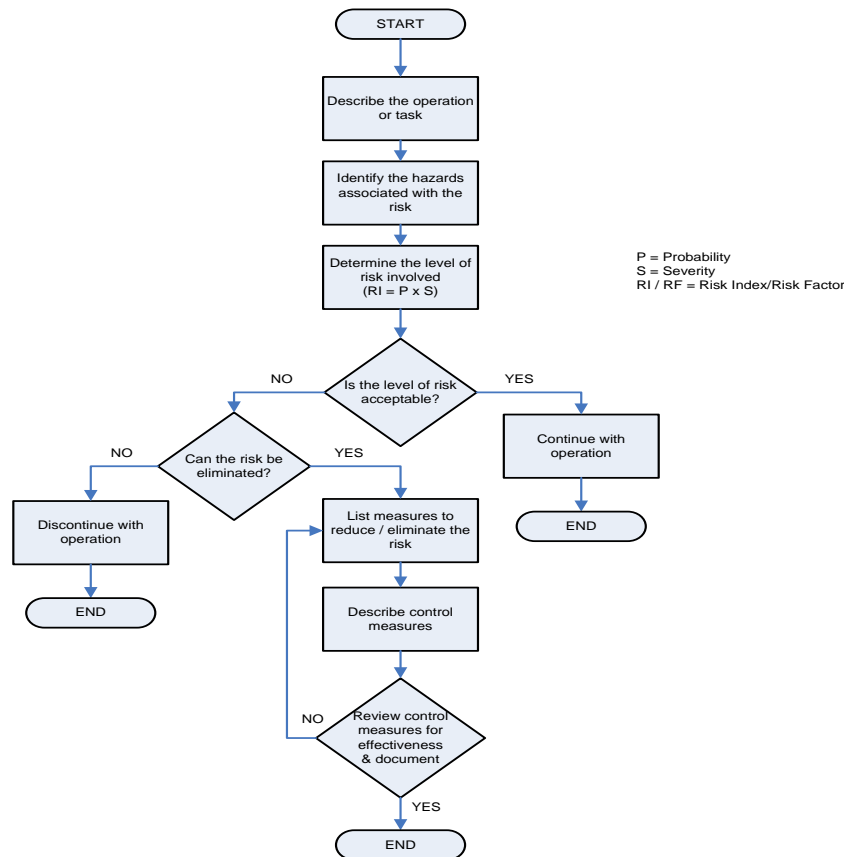 START
Describe the operation
or task
Identify the hazards
associated with the
risk
Determine the level of
risk involved
(RI = P x S)
P = Probability
S = Severity
RI / RF = Risk Index/Risk Factor
Is the level of risk
acceptable?
NO
YES
Continue with
operation
END
Can the risk be
eliminated?
NO
YES
Discontinue with
operation
END
List measures to
reduce / eliminate the
risk
Describe control
measures
Review control
measures for
effectiveness
& document
NO
YES
END